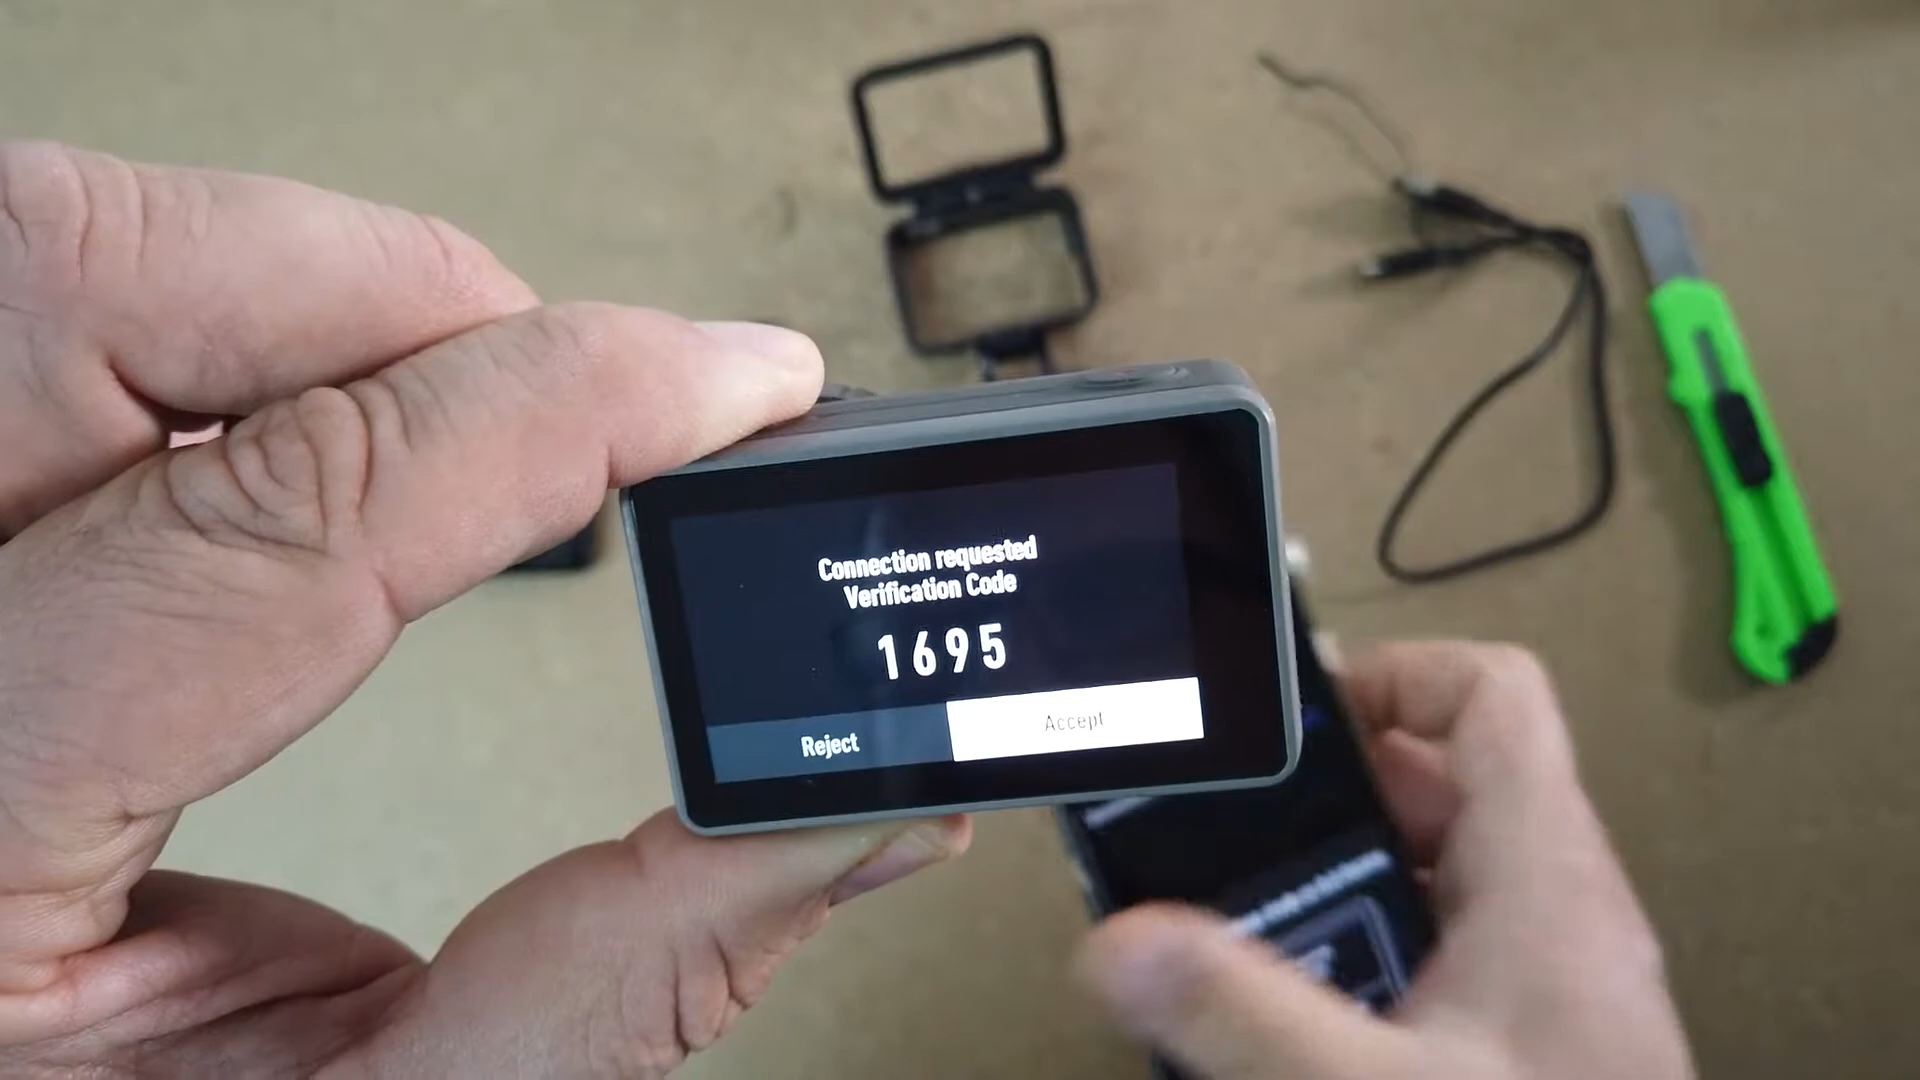 Connection requested
Verification Code
1695
Reject
Accept